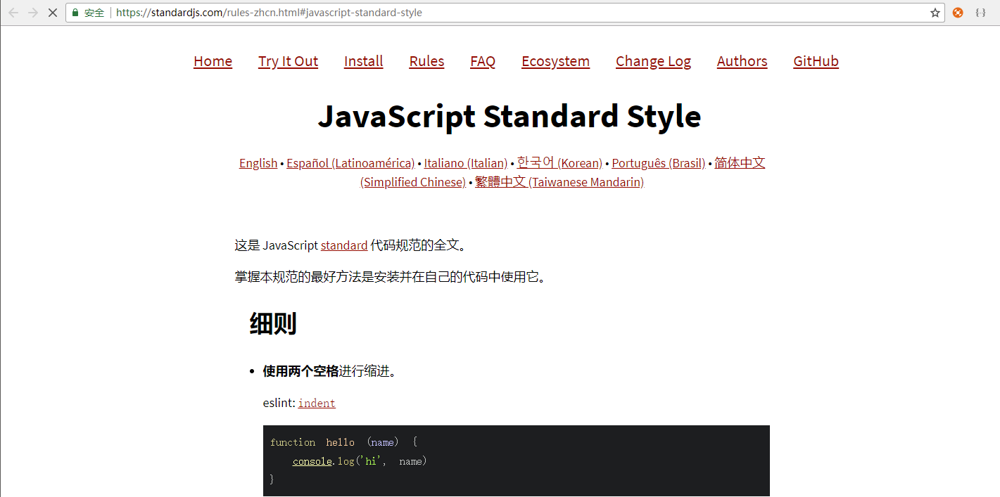 安全 https://standardjs.com/rules-zhcn.html#javascript-standard-style
Home Try It Out Install Rules FAQ Ecosystem Change Log Authors GitHub
JavaScript Standard Style
English • Español (Latinoamérica) • Italiano (Italian) • 한국어 (Korean) • Português (Brasil) • 简体中文
(Simplified Chinese) • 繁體中文 (Taiwanese Mandarin)
这是 JavaScript standard 代码规范的全文。
掌握本规范的最好方法是安装并在自己的代码中使用它。
细则
• 使用两个空格进行缩进。
eslint: indent
function hello (name) {
console.log('hi', name)
}